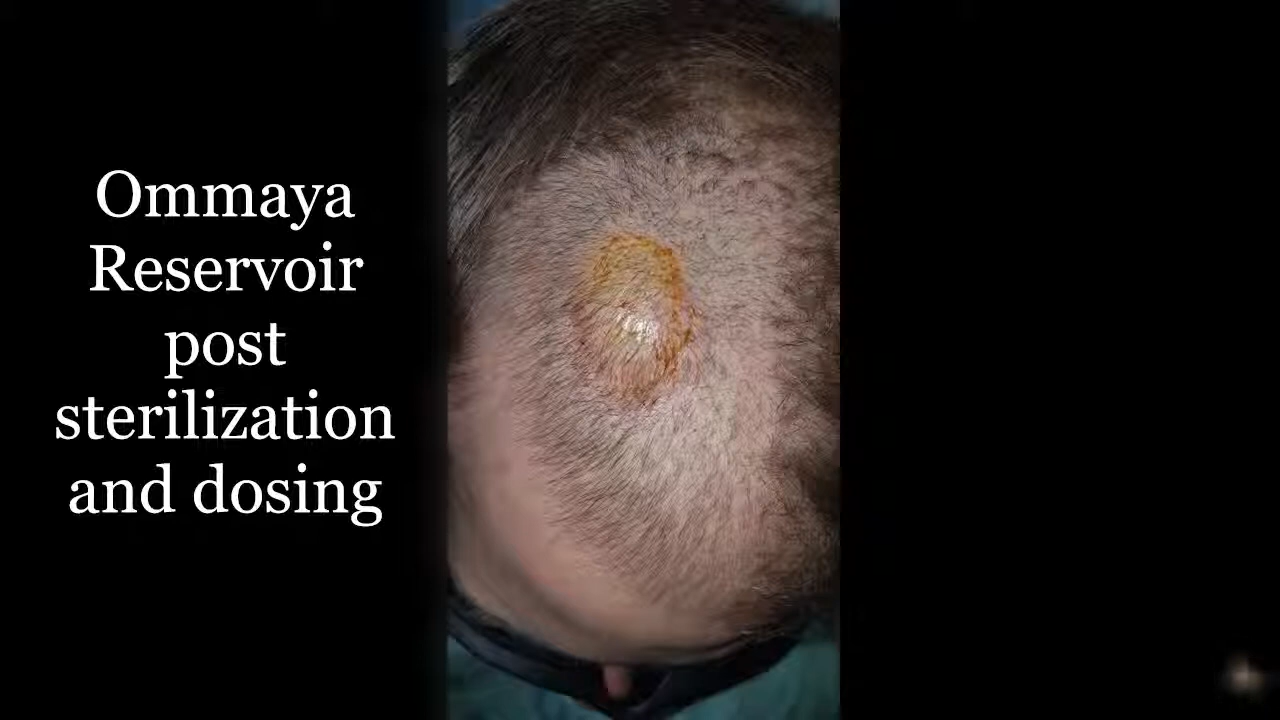 Ommaya
Reservoir
post
sterilization
and dosing